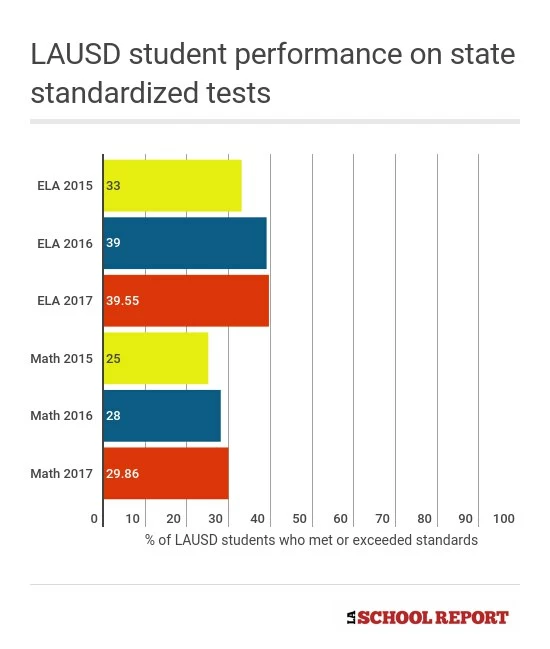 LAUSD student performance on state
standardized tests
ELA 2015 33
ELA 2016 39
ELA 2017 39.55
Math 2015 25
Math 2016 28
Math 2017 29.86
0 10 20 30 40 50 60 70 80 90 100
% of LAUSD students who met or exceeded standards
LA SCHOOL REPORT